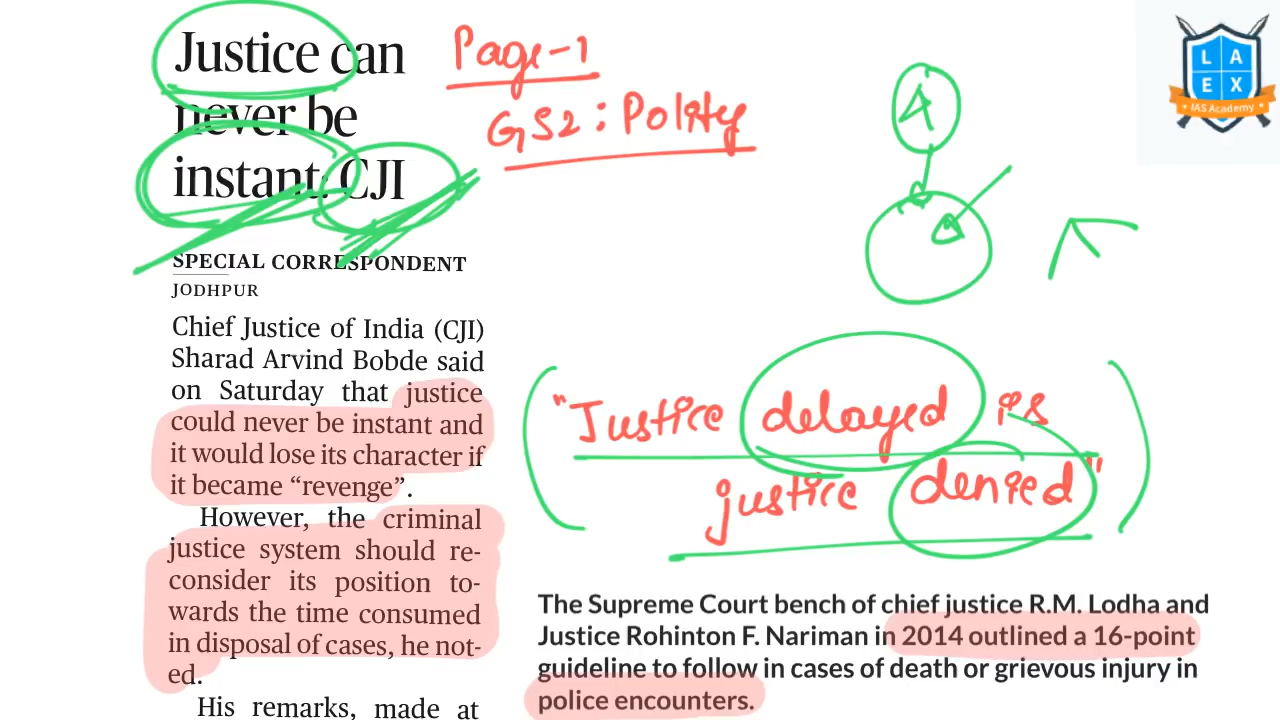 Justice can
never be
instant: CJI
SPECIAL CORRESPONDENT
JODHPUR
Chief Justice of India (CJI)
Sharad Arvind Bobde said
on Saturday that justice
could never be instant and
it would lose its character if
it became “revenge”.
However, the criminal
justice system should re-
consider its position to-
wards the time consumed
in disposal of cases, he not-
ed.
His remarks, made at
Page-1
GS2: Polity
A
LA
EX
IAS Academy
"Justice delayed is
justice denied"
The Supreme Court bench of chief justice R.M. Lodha and
Justice Rohinton F. Nariman in 2014 outlined a 16-point
guideline to follow in cases of death or grievous injury in
police encounters.